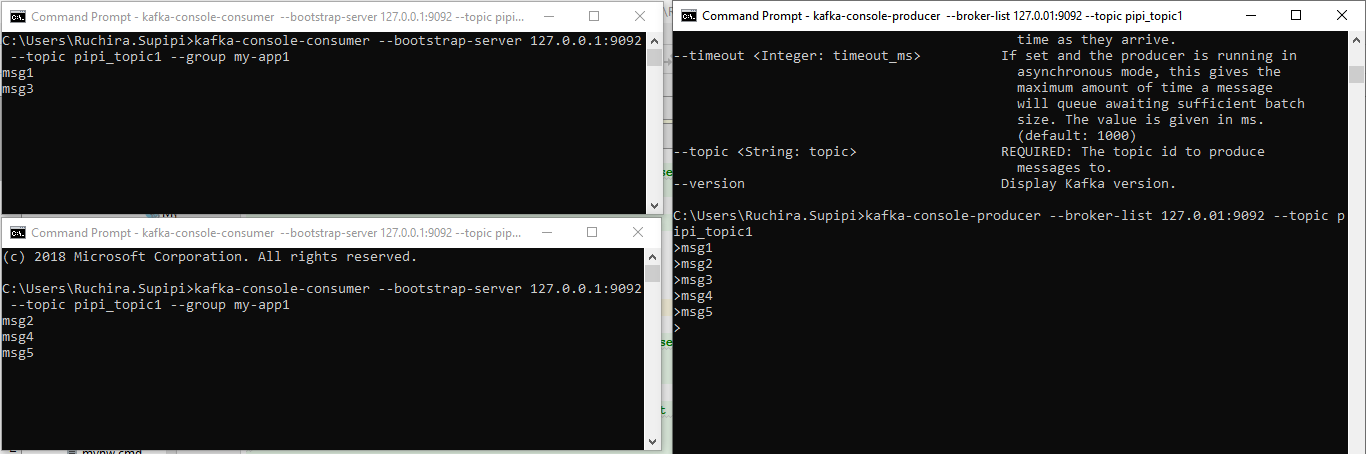 Command Prompt - kafka-console-consumer --bootstrap-server 127.0.0.1:9092 --topic pip...
C:\Users\Ruchira.Supipi>kafka-console-consumer --bootstrap-server 127.0.0.1:9092
--topic pipi_topic1 --group my-app1
msg1
msg3
Command Prompt - kafka-console-consumer --bootstrap-server 127.0.0.1:9092 --topic pip...
(c) 2018 Microsoft Corporation. All rights reserved.
C:\Users\Ruchira.Supipi>kafka-console-consumer --bootstrap-server 127.0.0.1:9092
--topic pipi_topic1 --group my-app1
msg2
msg4
msg5
Command Prompt - kafka-console-producer --broker-list 127.0.01:9092 --topic pipi_topic1
time as they arrive.
--timeout <Integer: timeout_ms> If set and the producer is running in
asynchronous mode, this gives the
maximum amount of time a message
will queue awaiting sufficient batch
size. The value is given in ms.
(default: 1000)
--topic <String: topic> REQUIRED: The topic id to produce
messages to.
--version Display Kafka version.
C:\Users\Ruchira.Supipi>kafka-console-producer --broker-list 127.0.01:9092 --topic p
ipi_topic1
>msg1
>msg2
>msg3
>msg4
>msg5
>